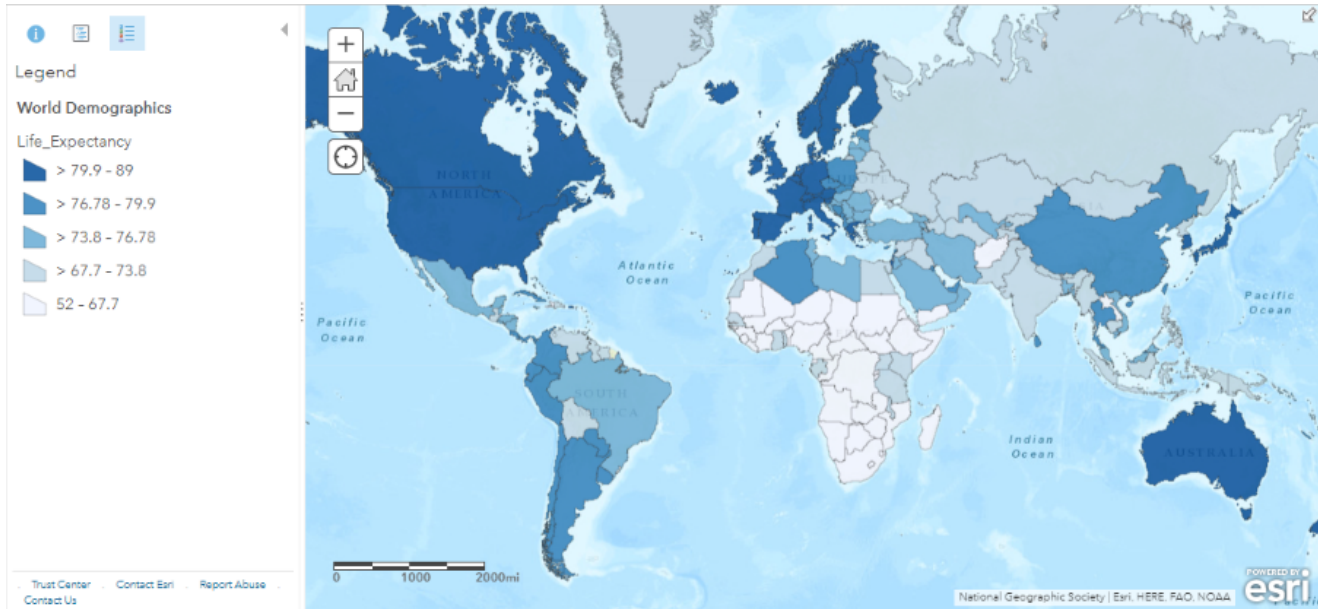 Legend
World Demographics
Life_Expectancy
> 79.9 - 89
> 76.78 - 79.9
> 73.8 - 76.78
> 67.7 - 73.8
52 - 67.7
Trust Center . Contact Esri . Report Abuse .
Contact Us
+
−
NORTH
AMERICA
Atlantic
Ocean
Pacific
Ocean
SOUTH
AMERICA
Pacific
Ocean
Indian
Ocean
AUSTRALIA
0 1000 2000mi
National Geographic Society | Esri, HERE, FAO, NOAA
POWERED BY
esri